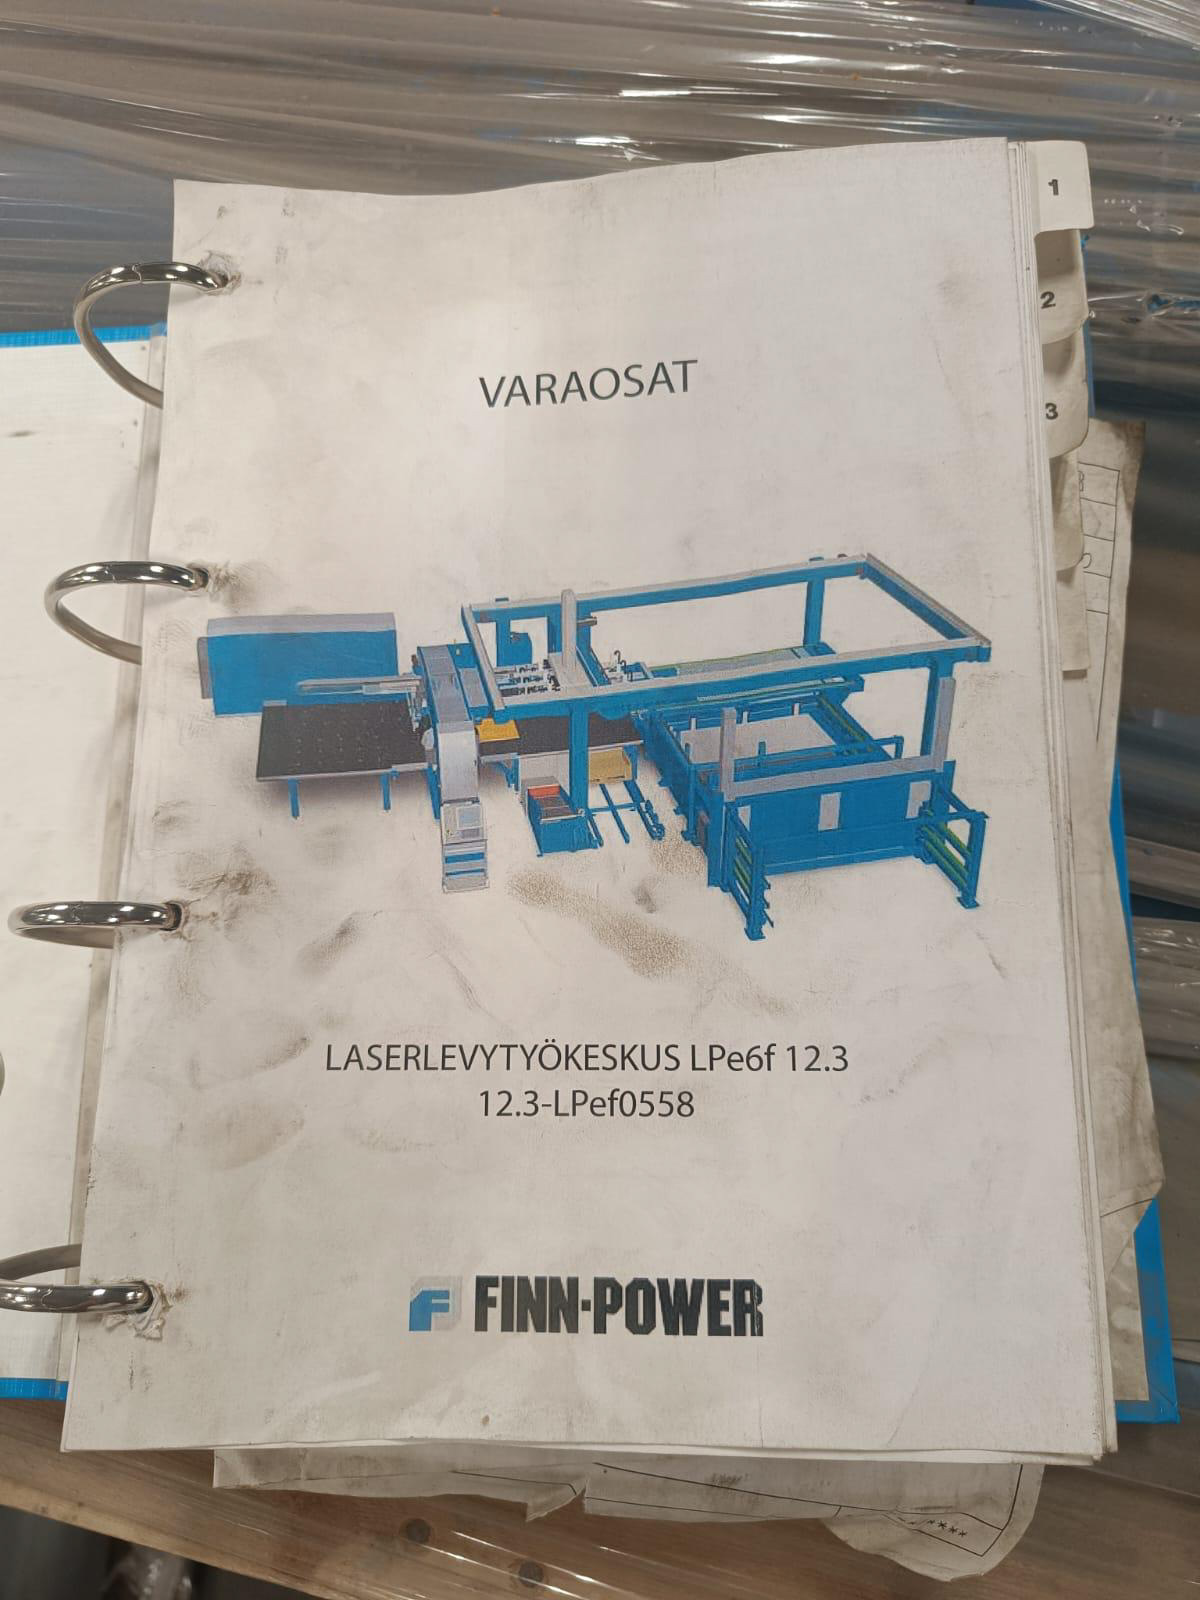 1
2
3
VARAOSAT
LASERLEVYTYÖKESKUS LPe6f 12.3
12.3-LPef0558
F FINN-POWER
****